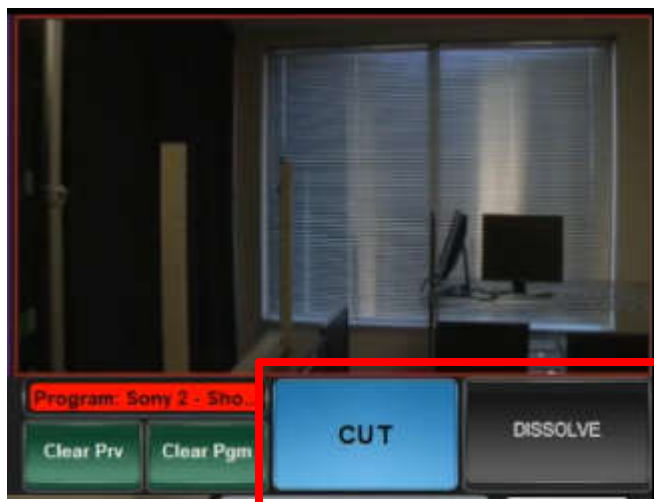 Program: Sony 2 - Sho...
CUT
DISSOLVE
Clear Prv
Clear Pgm